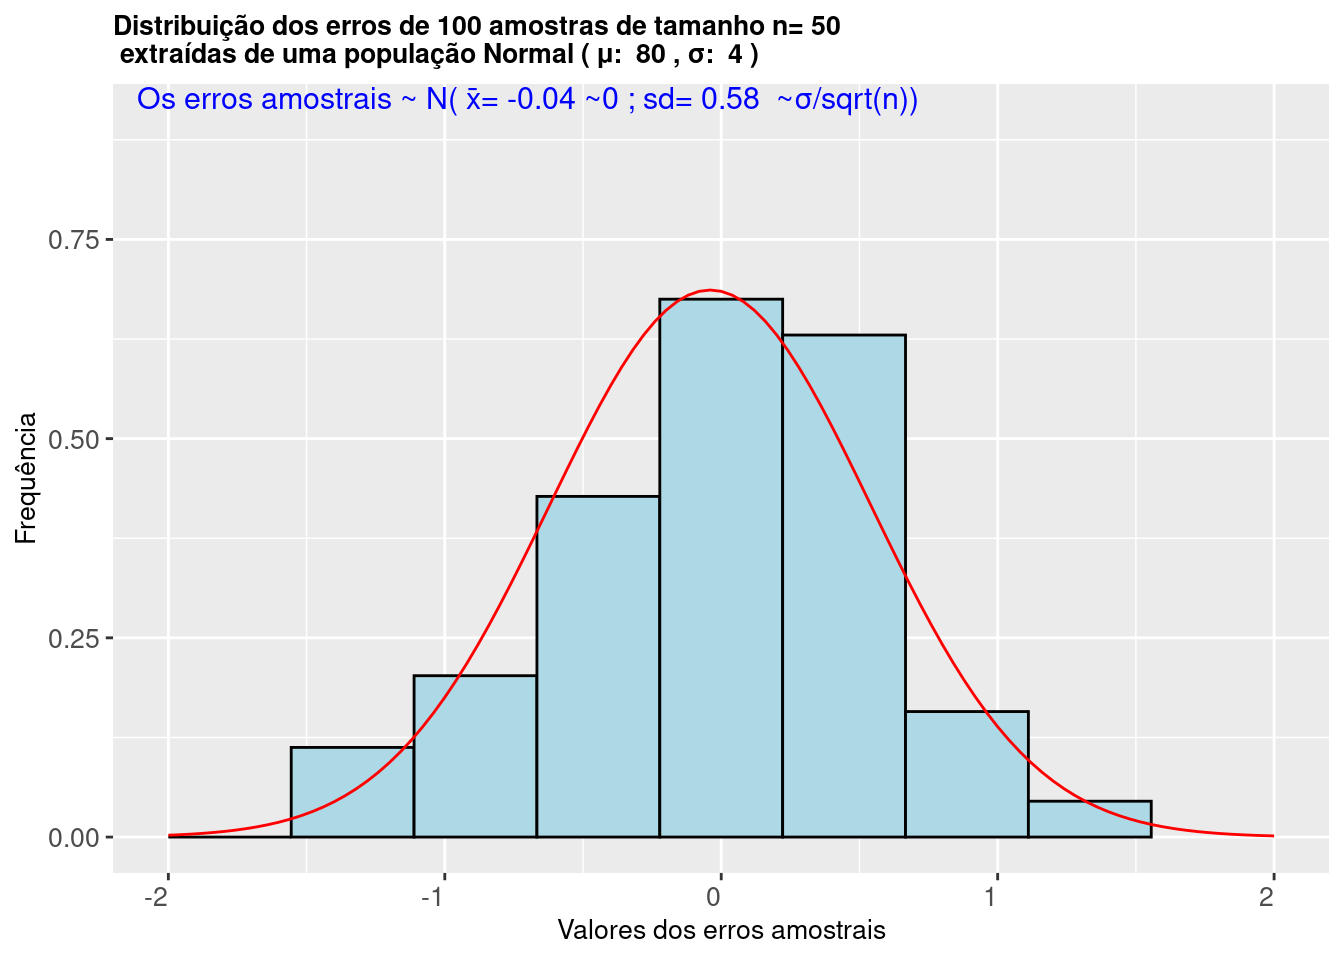 Distribuição dos erros de 100 amostras de tamanho n= 50
extraídas de uma população Normal ( μ:  80 , σ:  4 )
Os erros amostrais ~ N( x̄= -0.04 ~0 ; sd= 0.58  ~σ/sqrt(n))
0.75
0.50
0.25
0.00
Frequência
-2 -1 0 1 2
Valores dos erros amostrais